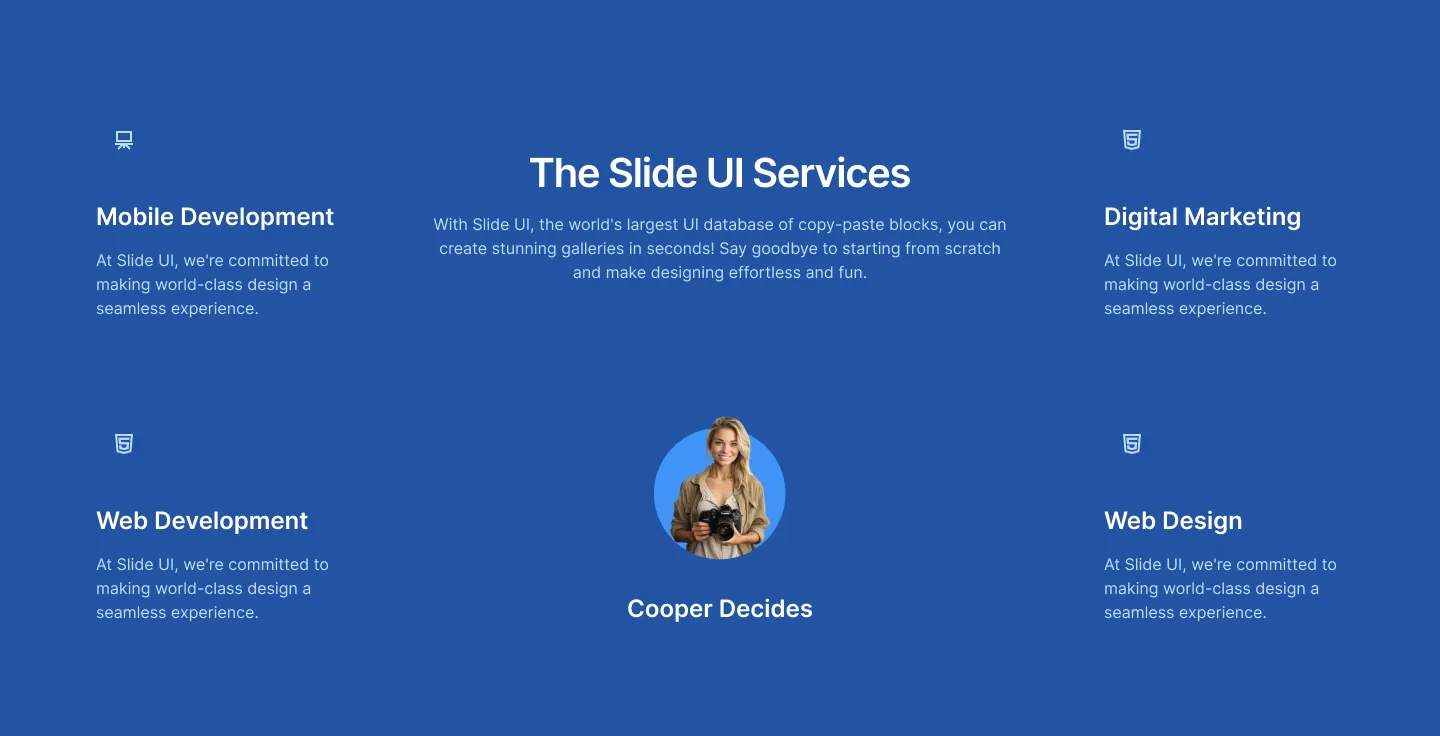 Mobile Development
At Slide UI, we're committed to
making world-class design a
seamless experience.
The Slide UI Services
With Slide UI, the world's largest UI database of copy-paste blocks, you can
create stunning galleries in seconds! Say goodbye to starting from scratch
and make designing effortless and fun.
Digital Marketing
At Slide UI, we're committed to
making world-class design a
seamless experience.
Web Development
At Slide UI, we're committed to
making world-class design a
seamless experience.
Cooper Decides
Web Design
At Slide UI, we're committed to
making world-class design a
seamless experience.